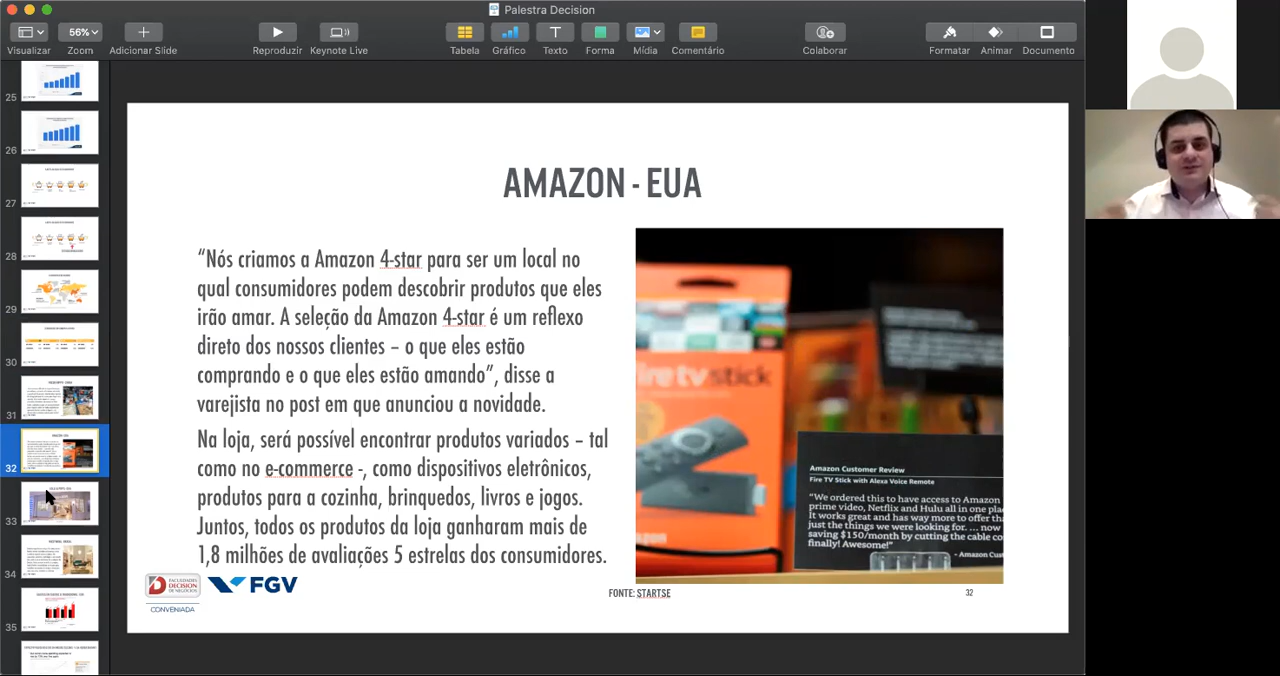 Palestra Decision
56%
Visualizar
Zoom
Adicionar Slide
Reproduzir
Keynote Live
Tabela
Gráfico
Texto
Forma
Mídia
Comentário
Colaborar
Formatar
Animar
Documento
25
26
27
28
29
30
31
32
33
34
35
AMAZON - EUA
“Nós criamos a Amazon 4-star para ser um local no
qual consumidores podem descobrir produtos que eles
irão amar. A seleção da Amazon 4-star é um reflexo
direto dos nossos clientes – o que eles estão
comprando e o que eles estão amando”, disse a
varejista no post em que anunciou a novidade.
Na loja, será possível encontrar produtos variados – tal
como no e-commerce -, como dispositivos eletrônicos,
produtos para a cozinha, brinquedos, livros e jogos.
Juntos, todos os produtos da loja ganharam mais de
1.8 milhões de avaliações 5 estrelas dos consumidores.
fire tv stick
Amazon Customer Review
Fire TV Stick with Alexa Voice Remote
“We ordered this to have access to Amazon
prime video, Netflix and Hulu all in one plac
It works great and has way more to offer tha
just the things we were looking for. ... now
saving $150/month by cutting the cable co
finally! Awesome!”
- Amazon Cust
FACULDADES
DECISION
DE NEGÓCIOS
FGV
CONVENIADA
FONTE: STARTSE
32